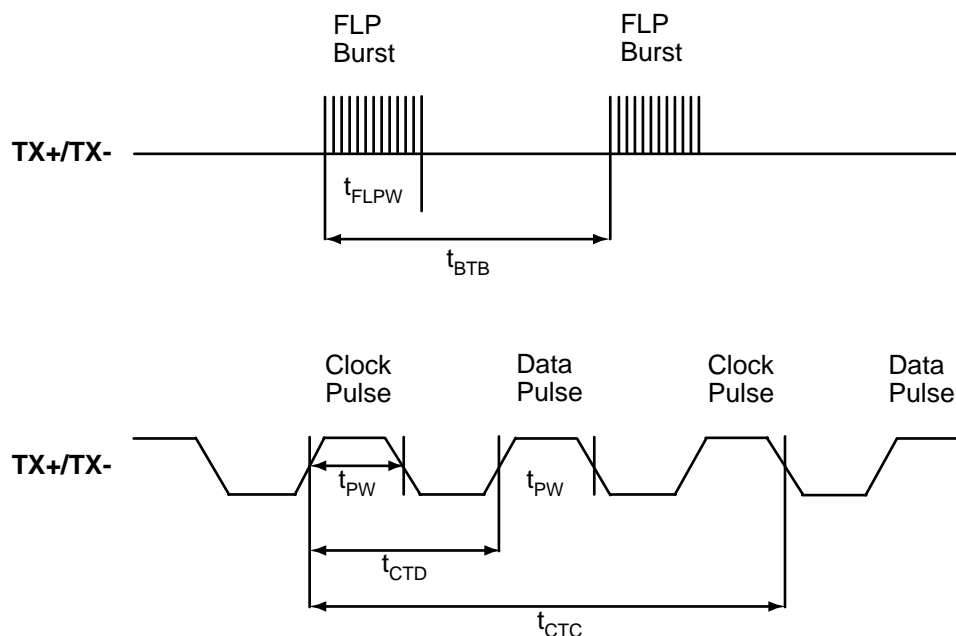 FLP
Burst
FLP
Burst
TX+/TX-
tFLPW
tBTB
Clock
Pulse
Data
Pulse
Clock
Pulse
Data
Pulse
TX+/TX-
tPW
tPW
tCTD
tCTC